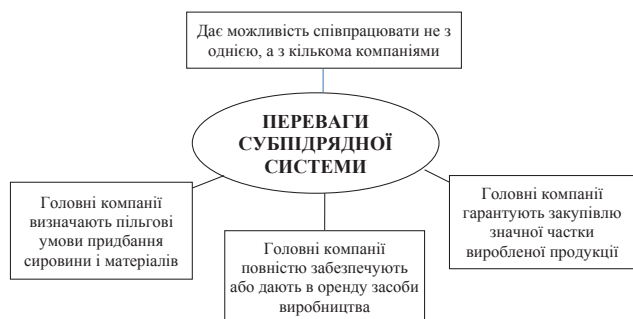 Дає можливість співпрацювати не з
однією, а з кількома компаніями
ПЕРЕВАГИ
СУБПІДРЯДНОЇ
СИСТЕМИ
Головні компанії
визначають пільгові
умови придбання
сировини і матеріалів
Головні компанії
повністю забезпечують
або дають в оренду засоби
виробництва
Головні компанії
гарантують закупівлю
значної частки
виробленої продукції